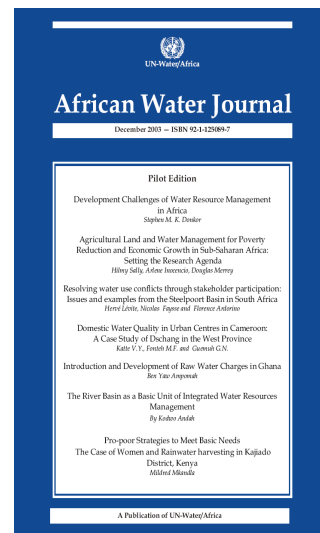 UN-Water/Africa
African Water Journal
December 2003 — ISBN 92-1-125089-7
Pilot Edition
Development Challenges of Water Resource Management
in Africa
Stephen M. K. Donkor
Agricultural Land and Water Management for Poverty
Reduction and Economic Growth in Sub-Saharan Africa:
Setting the Research Agenda
Hilmy Sally, Arlene Inocencio, Douglas Merrey
Resolving water use conflicts through stakeholder participation:
Issues and examples from the Steelpoort Basin in South Africa
Hervé Lévite, Nicolas Faysse and Florence Ardorino
Domestic Water Quality in Urban Centres in Cameroon:
A Case Study of Dschang in the West Province
Katte V.Y., Fonteh M.F. and Guemuh G.N.
Introduction and Development of Raw Water Charges in Ghana
Ben Yaw Ampomah
The River Basin as a Basic Unit of Integrated Water Resources
Management
By Kodwo Andah
Pro-poor Strategies to Meet Basic Needs
The Case of Women and Rainwater harvesting in Kajiado
District, Kenya
Mildred Mkandla
A Publication of UN-Water/Africa